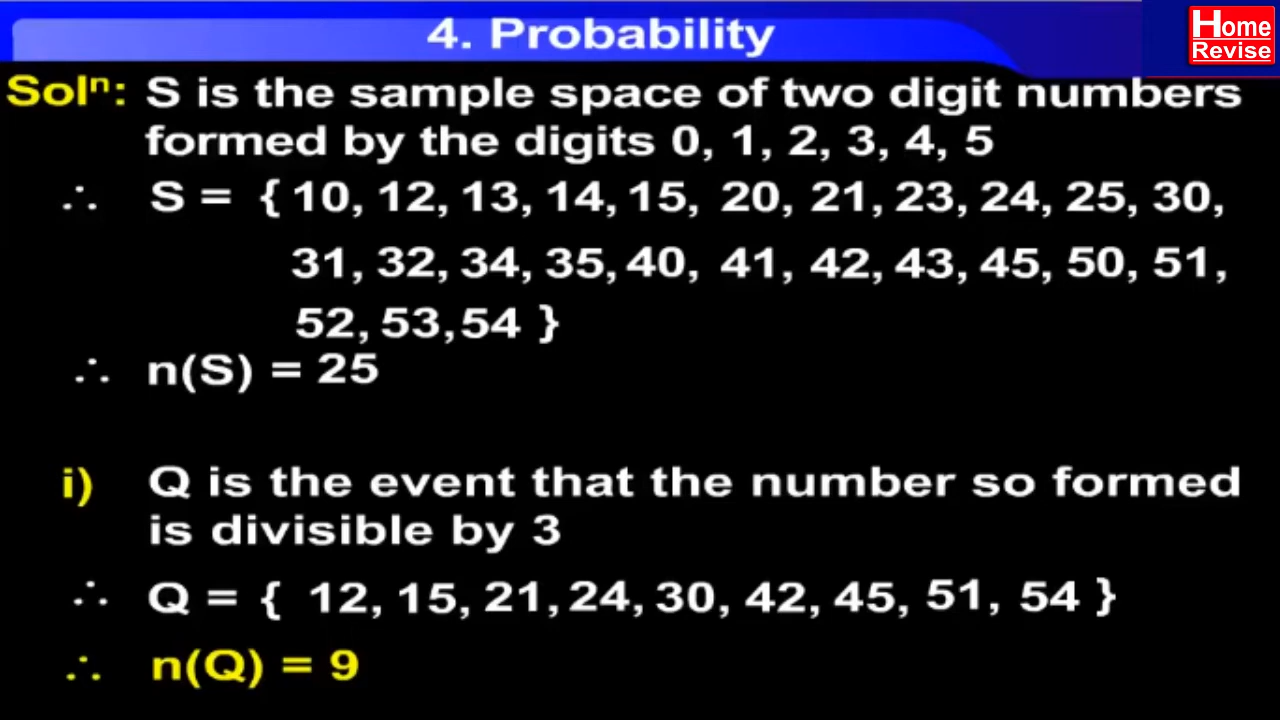 4. Probability
Home
Revise
Solⁿ: S is the sample space of two digit numbers
formed by the digits 0, 1, 2, 3, 4, 5
∴ S = { 10, 12, 13, 14, 15, 20, 21, 23, 24, 25, 30,
31, 32, 34, 35, 40, 41, 42, 43, 45, 50, 51,
52, 53, 54 }
∴ n(S) = 25
i) Q is the event that the number so formed
is divisible by 3
∴ Q = { 12, 15, 21, 24, 30, 42, 45, 51, 54 }
∴ n(Q) = 9